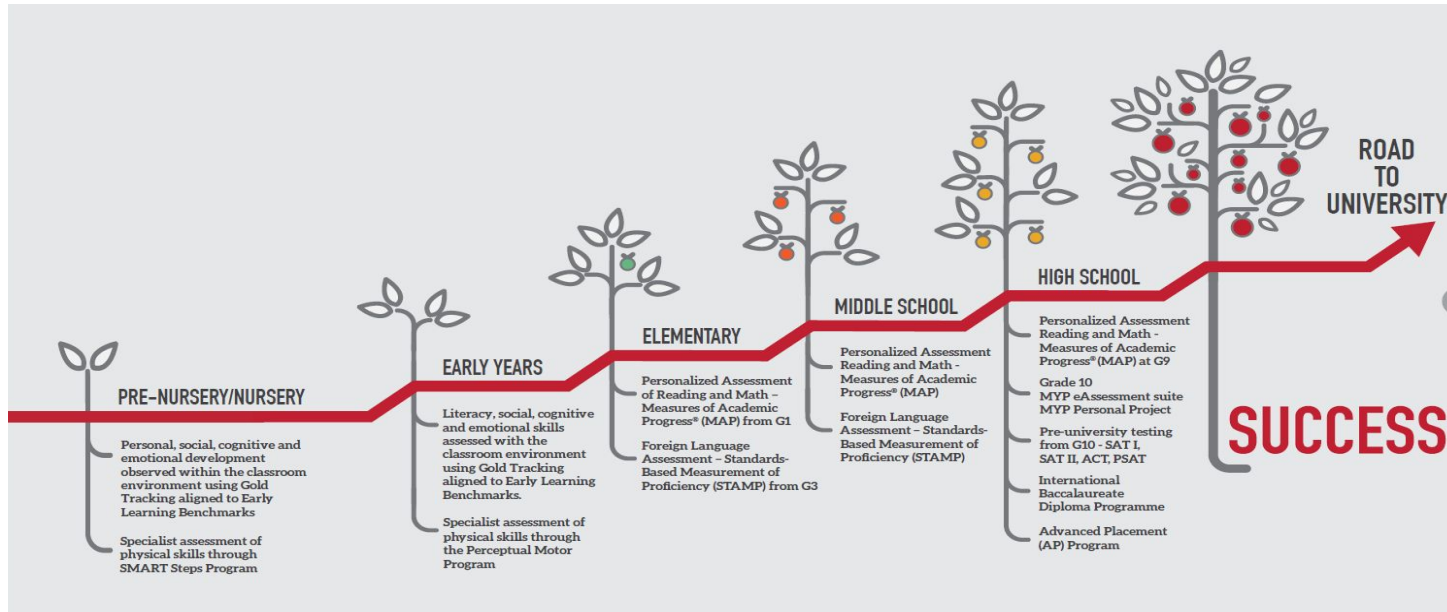 PRE-NURSERY/NURSERY
Personal, social, cognitive and
emotional development
observed within the classroom
environment using Gold
Tracking aligned to Early
Learning Benchmarks
Specialist assessment of
physical skills through
SMART Steps Program
EARLY YEARS
Literacy, social, cognitive
and emotional skills
assessed with the
classroom environment
using Gold Tracking
aligned to Early Learning
Benchmarks.
Specialist assessment of
physical skills through
the Perceptual Motor
Program
ELEMENTARY
Personalized Assessment
of Reading and Math –
Measures of Academic
Progress® (MAP) from G1
Foreign Language
Assessment – Standards-
Based Measurement of
Proficiency (STAMP) from G3
MIDDLE SCHOOL
Personalized Assessment
Reading and Math -
Measures of Academic
Progress® (MAP)
Foreign Language
Assessment – Standards-
Based Measurement of
Proficiency (STAMP)
HIGH SCHOOL
Personalized Assessment
Reading and Math -
Measures of Academic
Progress® (MAP) at G9
Grade 10
MYP eAssessment suite
MYP Personal Project
Pre-university testing
from G10 - SAT I,
SAT II, ACT, PSAT
International
Baccalaureate
Diploma Programme
Advanced Placement
(AP) Program
ROAD
TO
UNIVERSITY
SUCCESS